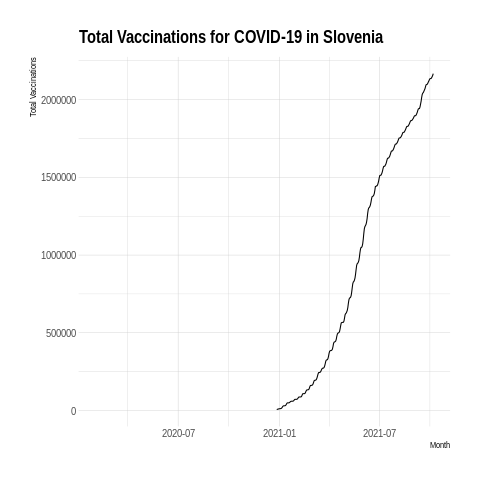 Total Vaccinations for COVID-19 in Slovenia
Total Vaccinations
2000000
1500000
1000000
500000
0
2020-07 2021-01 2021-07
Month